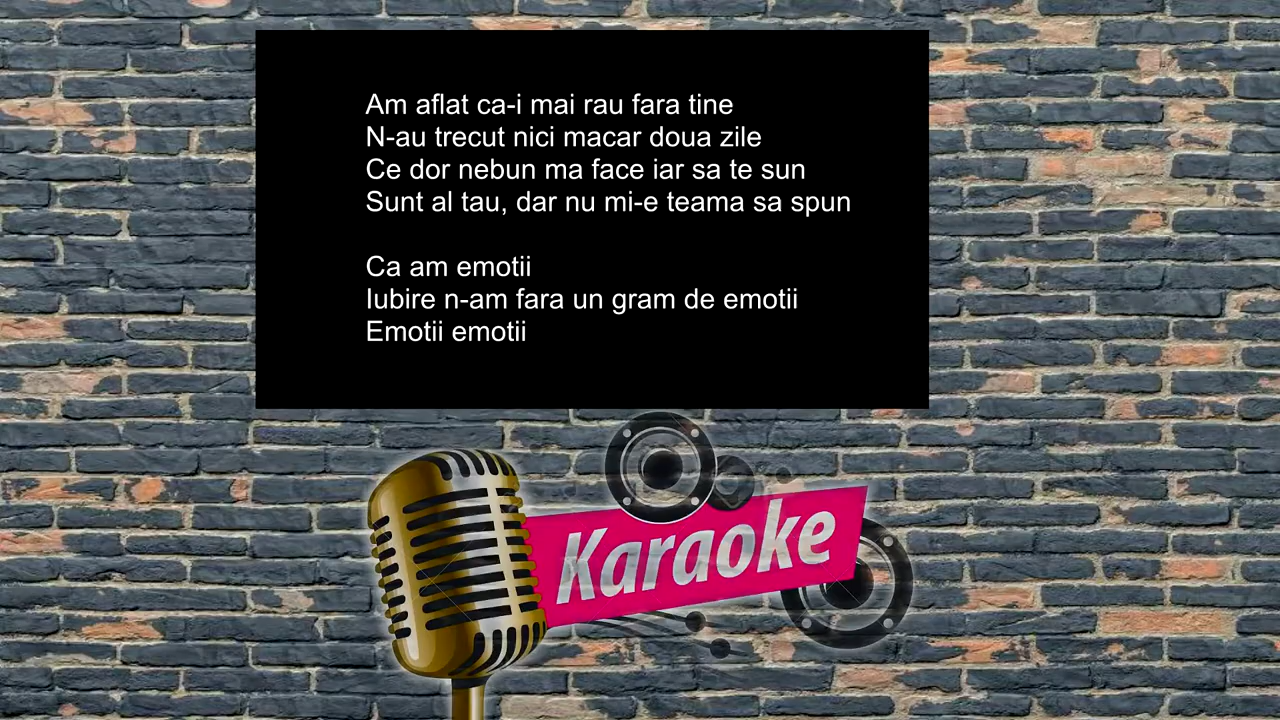 Am aflat ca-i mai rau fara tine
N-au trecut nici macar doua zile
Ce dor nebun ma face iar sa te sun
Sunt al tau, dar nu mi-e teama sa spun
Ca am emotii
Iubire n-am fara un gram de emotii
Emotii emotii
Karaoke